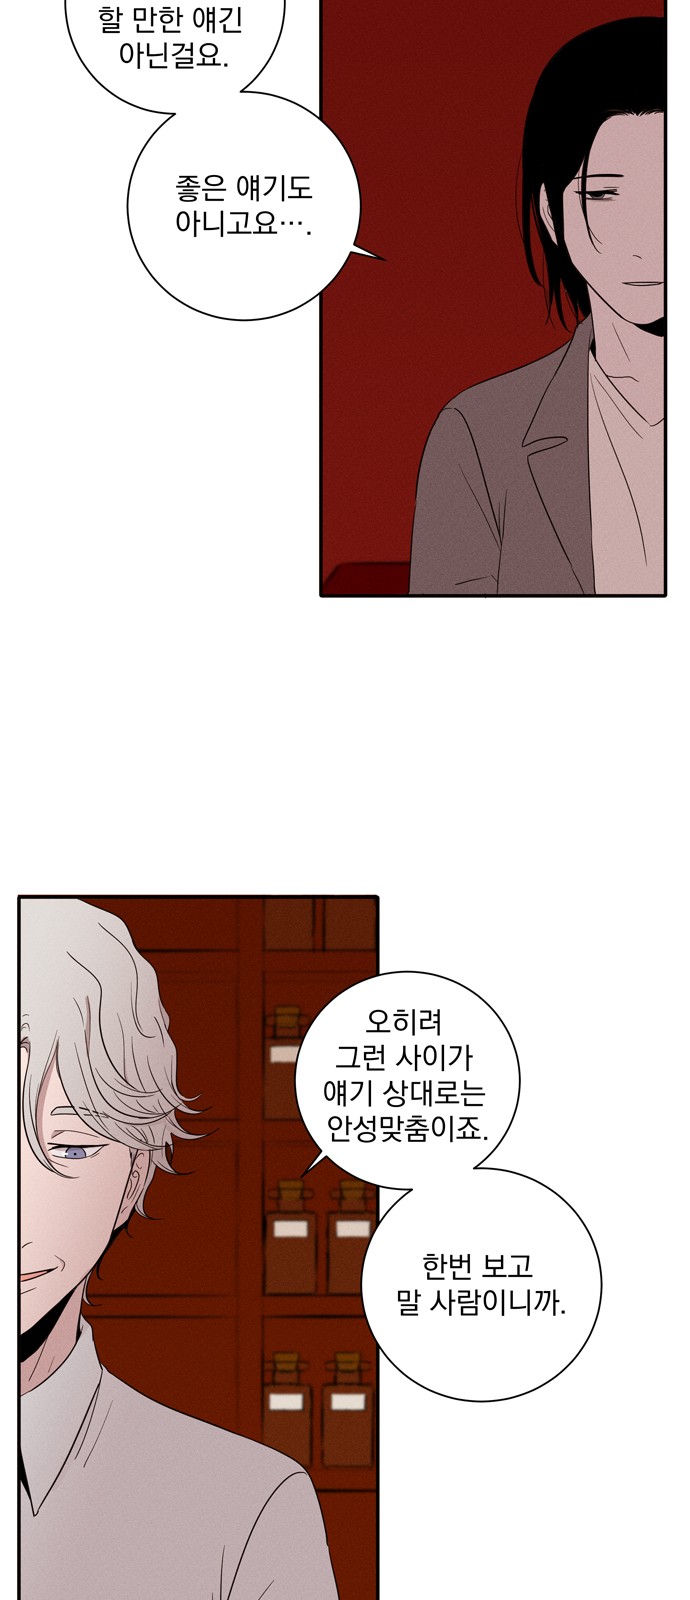 할 만한 얘긴
아닌걸요.
좋은 얘기도
아니고요….
오히려
그런 사이가
얘기 상대로는
안성맞춤이죠.
한번 보고
말 사람이니까.